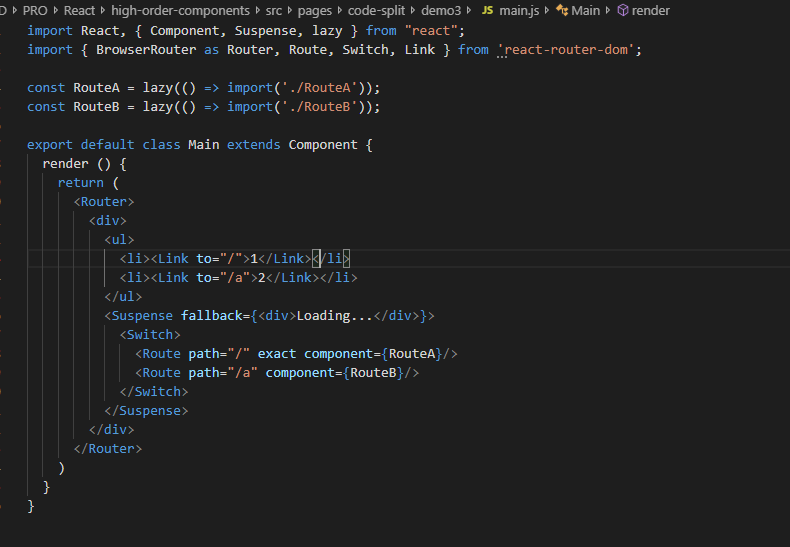 D > PRO > React > high-order-components > src > pages > code-split > demo3 > JS main.js > Main > render
import React, { Component, Suspense, lazy } from "react";
import { BrowserRouter as Router, Route, Switch, Link } from 'react-router-dom';
const RouteA = lazy(() => import('./RouteA'));
const RouteB = lazy(() => import('./RouteB'));
export default class Main extends Component {
render () {
return (
<Router>
<div>
<ul>
<li><Link to="/">1</Link></li>
<li><Link to="/a">2</Link></li>
</ul>
<Suspense fallback={<div>Loading...</div>}>
<Switch>
<Route path="/" exact component={RouteA}/>
<Route path="/a" component={RouteB}/>
</Switch>
</Suspense>
</div>
</Router>
)
}
}